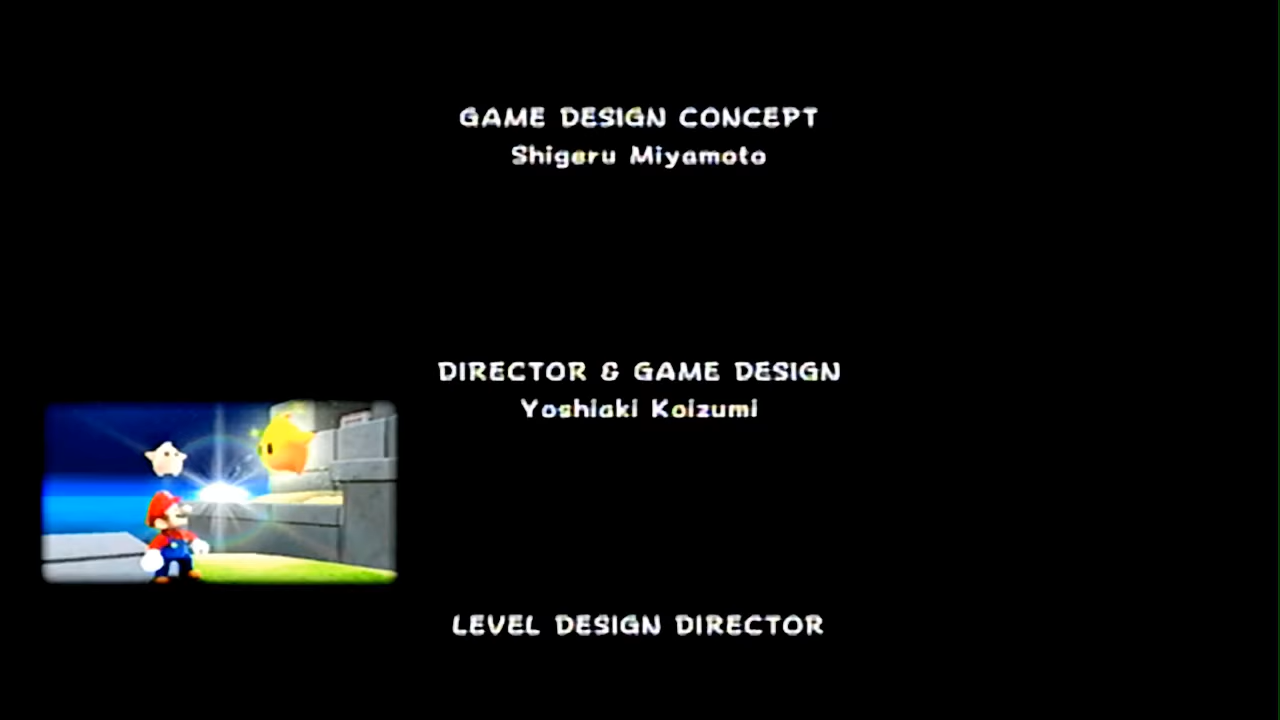 GAME DESIGN CONCEPT
Shigeru Miyamoto
DIRECTOR & GAME DESIGN
Yoshiaki Koizumi
LEVEL DESIGN DIRECTOR